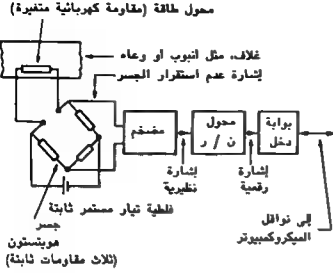 محول طاقة (مقاومة كهربائية متغيرة)
غلاف، مثل انبوب او وعاء
إشارة عدم استقرار الجسر
مضخم
محول
ن / ر
بوابة
دخل
إشارة
نظيرية
إشارة
رقمية
فلطية تيار مستمر ثابتة
جسر
هويتستون
(ثلاث مقاومات ثابتة)
إلى نواقل
الميكروكمبيوتر